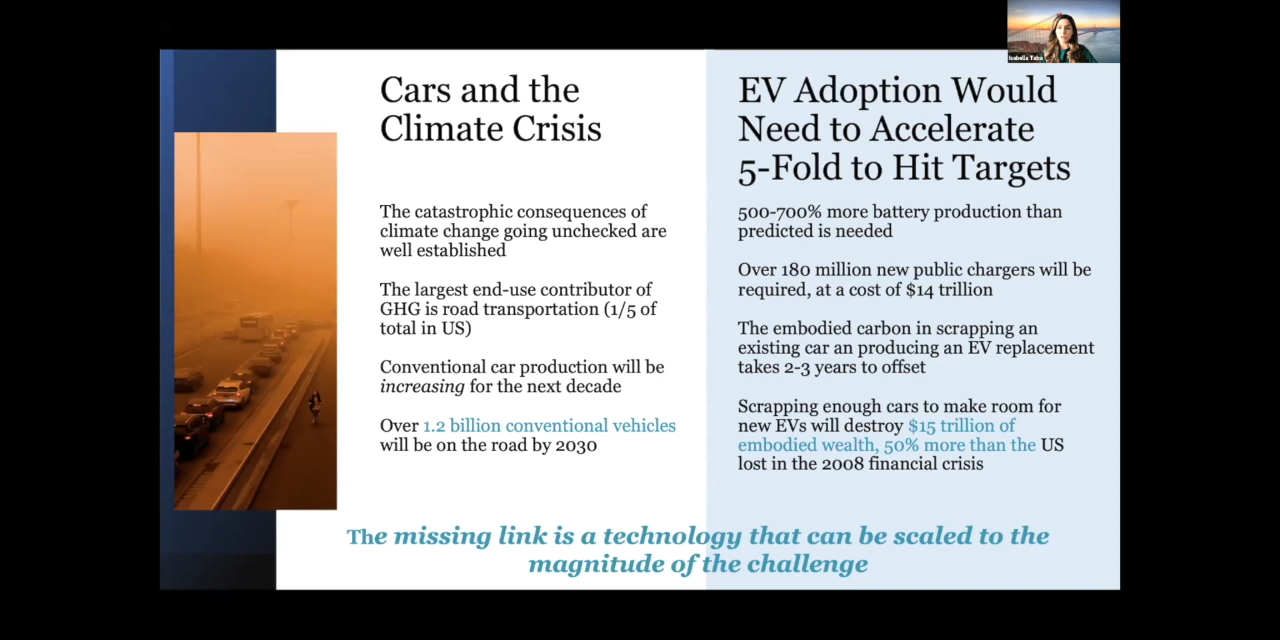 Isabella Taba
Cars and the
Climate Crisis
The catastrophic consequences of
climate change going unchecked are
well established
The largest end-use contributor of
GHG is road transportation (1/5 of
total in US)
Conventional car production will be
increasing for the next decade
Over 1.2 billion conventional vehicles
will be on the road by 2030
EV Adoption Would
Need to Accelerate
5-Fold to Hit Targets
500-700% more battery production than
predicted is needed
Over 180 million new public chargers will be
required, at a cost of $14 trillion
The embodied carbon in scrapping an
existing car an producing an EV replacement
takes 2-3 years to offset
Scrapping enough cars to make room for
new EVs will destroy $15 trillion of
embodied wealth, 50% more than the US
lost in the 2008 financial crisis
The missing link is a technology that can be scaled to the
magnitude of the challenge